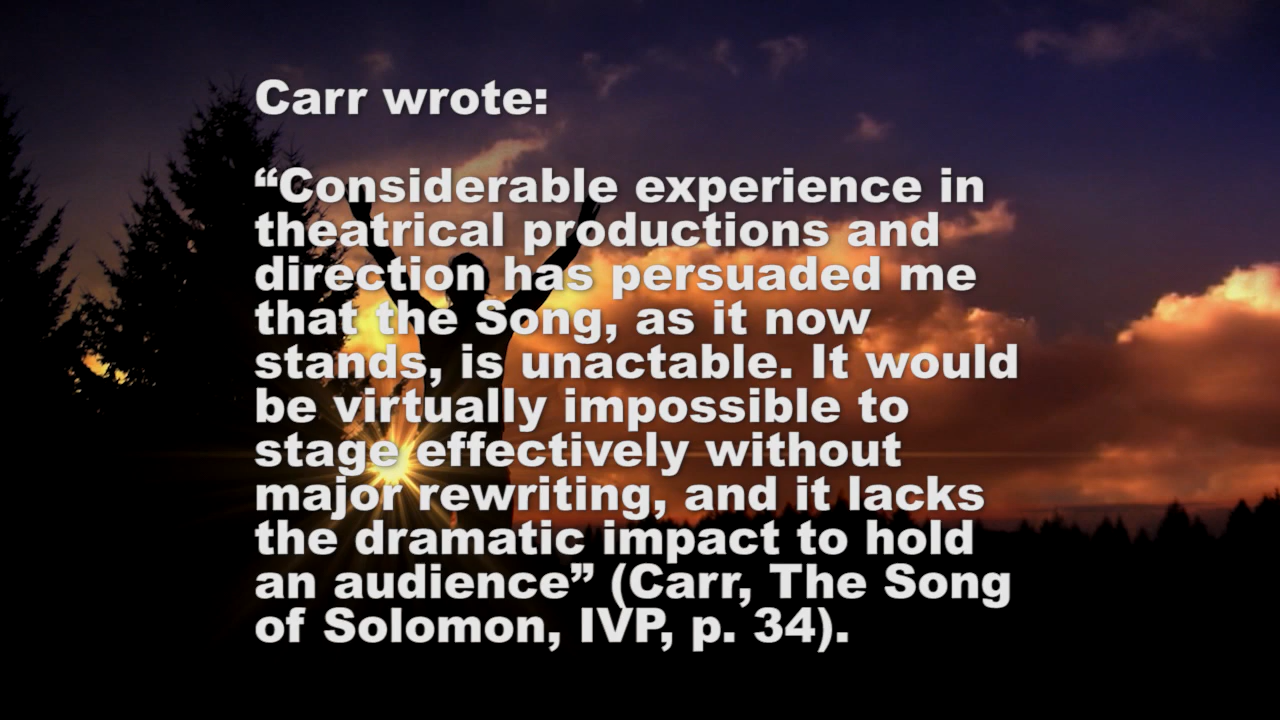 Carr wrote:
“Considerable experience in
theatrical productions and
direction has persuaded me
that the Song, as it now
stands, is unactable. It would
be virtually impossible to
stage effectively without
major rewriting, and it lacks
the dramatic impact to hold
an audience” (Carr, The Song
of Solomon, IVP, p. 34).